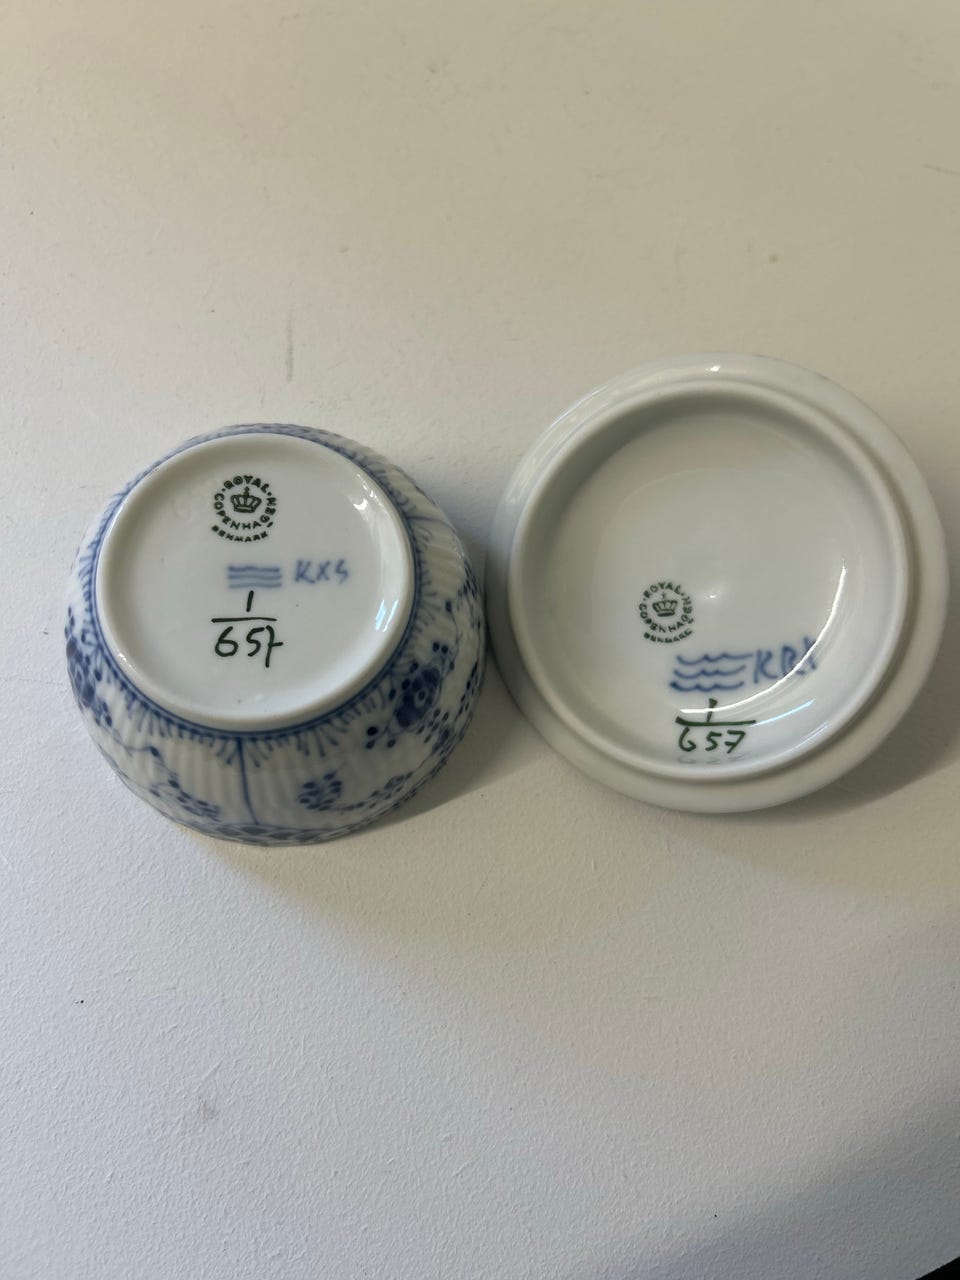 ROYAL
COPENHAGEN
DENMARK
KXS
1
657
ROYAL
COPENHAGEN
DENMARK
1
657